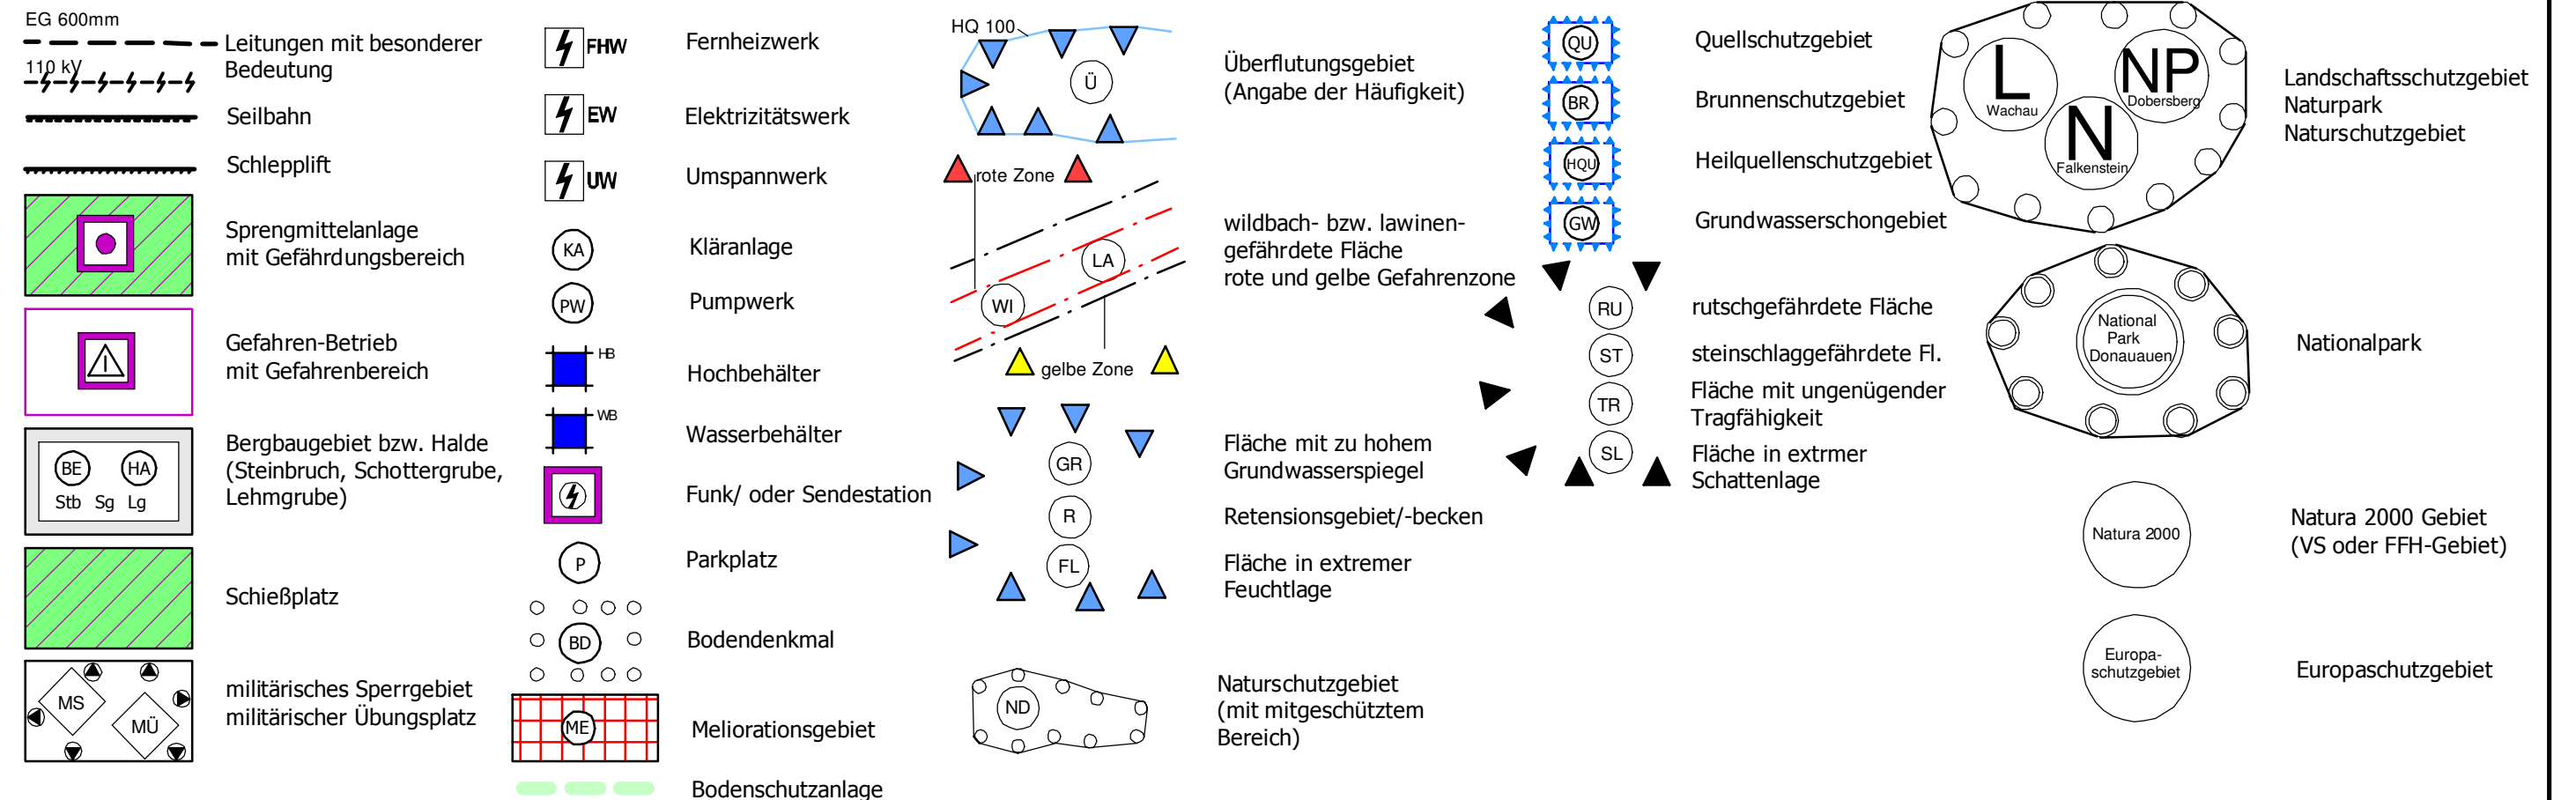 EG 600mm
110 kV
Leitungen mit besonderer
Bedeutung
Seilbahn
Schlepplift
Sprengmittelanlage
mit Gefährdungsbereich
Gefahren-Betrieb
mit Gefahrenbereich
BE HA
Stb Sg Lg
Bergbaugebiet bzw. Halde
(Steinbruch, Schottergrube,
Lehmgrube)
Schießplatz
MS
MÜ
militärisches Sperrgebiet
militärischer Übungsplatz
FHW Fernheizwerk
EW Elektrizitätswerk
UW Umspannwerk
KA Kläranlage
PW Pumpwerk
HB Hochbehälter
WB Wasserbehälter
Funk/ oder Sendestation
P Parkplatz
BD Bodendenkmal
ME Meliorationsgebiet
Bodenschutzanlage
HQ 100
Ü
Überflutungsgebiet
(Angabe der Häufigkeit)
rote Zone
LA
WI
gelbe Zone
wildbach- bzw. lawinen-
gefährdete Fläche
rote und gelbe Gefahrenzone
GR
Fläche mit zu hohem
Grundwasserspiegel
R Retensionsgebiet/-becken
FL
Fläche in extremer
Feuchtlage
ND
Naturschutzgebiet
(mit mitgeschütztem
Bereich)
QU Quellschutzgebiet
BR Brunnenschutzgebiet
HQU Heilquellenschutzgebiet
GW Grundwasserschongebiet
RU rutschgefährdete Fläche
ST steinschlaggefährdete Fl.
TR
Fläche mit ungenügender
Tragfähigkeit
SL
Fläche in extrmer
Schattenlage
L
Wachau
NP
Dobersberg
N
Falkenstein
Landschaftsschutzgebiet
Naturpark
Naturschutzgebiet
National
Park
Donauauen
Nationalpark
Natura 2000
Natura 2000 Gebiet
(VS oder FFH-Gebiet)
Europa-
schutzgebiet
Europaschutzgebiet